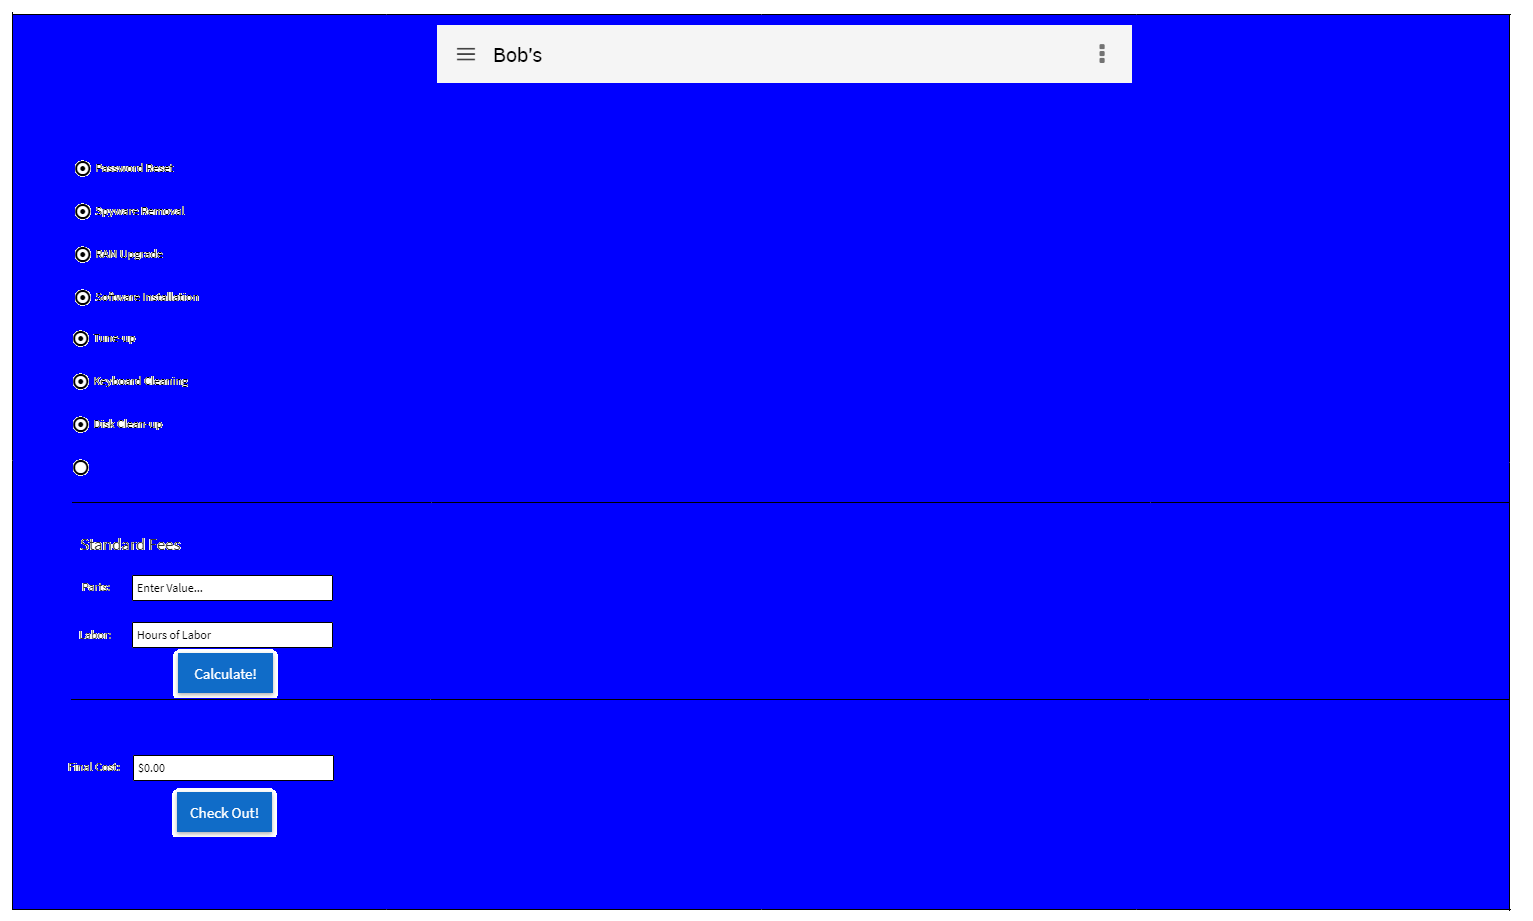 Bob's
Password Reset
Spyware Removal
RAM Upgrade
Software Installation
Tune-up
Keyboard Cleaning
Disk Clean-up
Standard Fees
Parts:
Enter Value...
Labor:
Hours of Labor
Calculate!
Final Cost:
$0.00
Check Out!